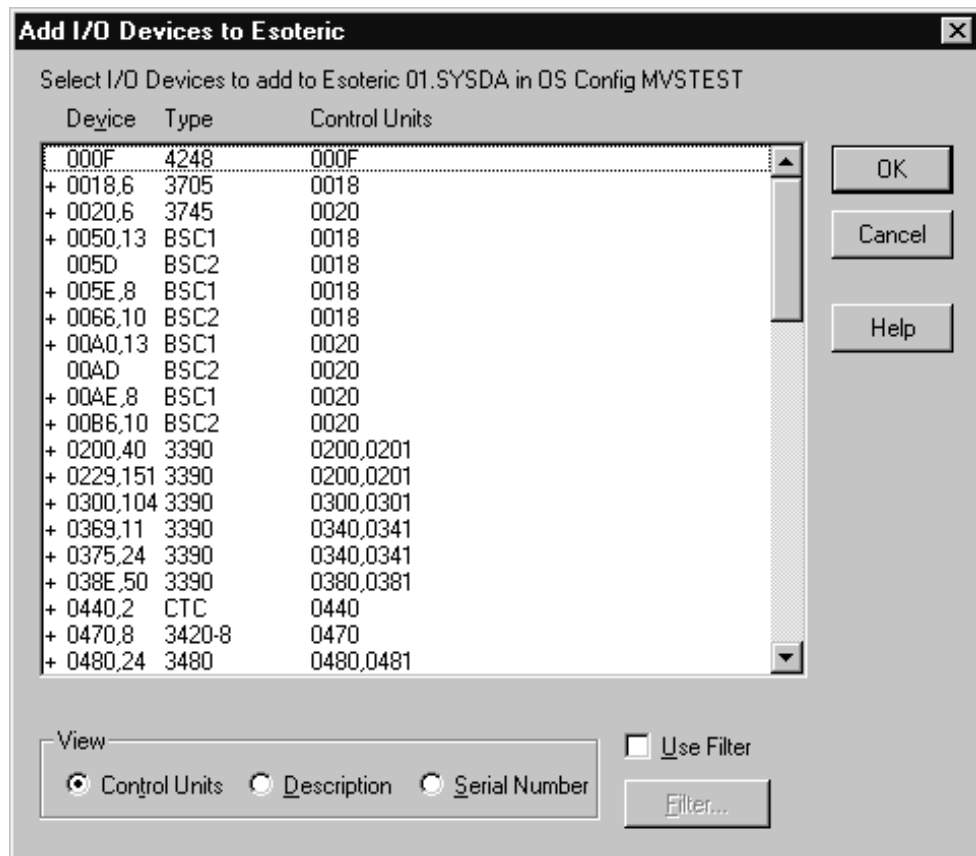 Add I/O Devices to Esoteric
Select I/O Devices to add to Esoteric 01.SYSDA in OS Config MVSTEST
Device Type Control Units
000F 4248 000F
+ 0018,6 3705 0018
+ 0020,6 3745 0020
+ 0050,13 BSC1 0018
005D BSC2 0018
+ 005E,8 BSC1 0018
+ 0066,10 BSC2 0018
+ 00A0,13 BSC1 0020
00AD BSC2 0020
+ 00AE,8 BSC1 0020
+ 00B6,10 BSC2 0020
+ 0200,40 3390 0200,0201
+ 0229,151 3390 0200,0201
+ 0300,104 3390 0300,0301
+ 0369,11 3390 0340,0341
+ 0375,24 3390 0340,0341
+ 038E,50 3390 0380,0381
+ 0440,2 CTC 0440
+ 0470,8 3420-8 0470
+ 0480,24 3480 0480,0481
OK
Cancel
Help
View
Control Units Description Serial Number
Use Filter
Filter...